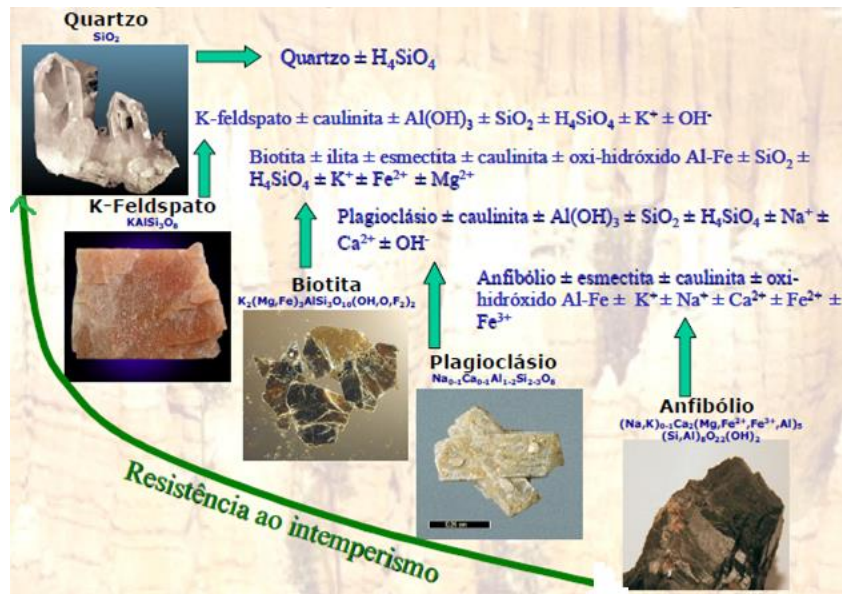 Quartzo
SiO₂
Quartzo ± H₄SiO₄
K-feldspato ± caulinita ± Al(OH)₃ ± SiO₂ ± H₄SiO₄ ± K⁺ ± OH⁻
Biotita ± ilita ± esmectita ± caulinita ± oxi-hidróxido Al-Fe ± SiO₂ ±
H₄SiO₄ ± K⁺ ± Fe²⁺ ± Mg²⁺
K-Feldspato
KAlSi₃O₈
Plagioclásio ± caulinita ± Al(OH)₃ ± SiO₂ ± H₄SiO₄ ± Na⁺ ±
Ca²⁺ ± OH⁻
Biotita
K₂(Mg,Fe)₃AlSi₃O₁₀(OH,O,F₂)₂
Anfibólio ± esmectita ± caulinita ± oxi-
hidróxido Al-Fe ± K⁺ ± Na⁺ ± Ca²⁺ ± Fe²⁺ ±
Fe³⁺
Plagioclásio
Na₀₋₁Ca₀₋₁Al₁₋₂Si₂₋₃O₈
Anfibólio
(Na,K)₀₋₁Ca₂(Mg,Fe²⁺,Fe³⁺,Al)₅
(Si,Al)₈O₂₂(OH)₂
Resistência ao intemperismo